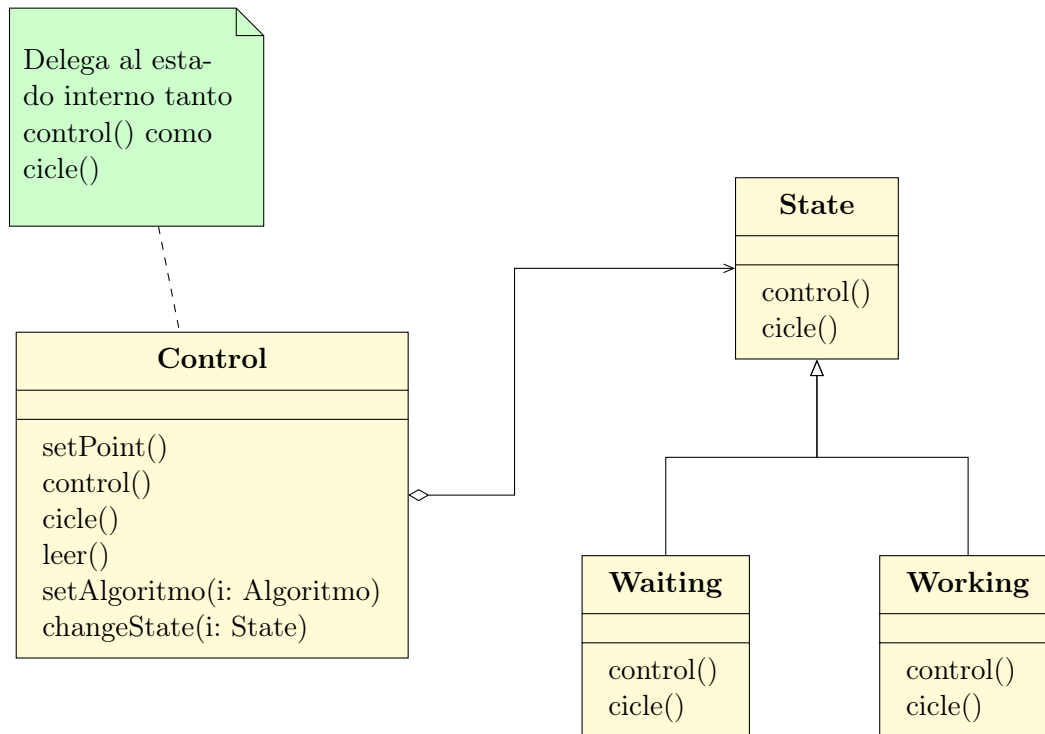 Delega al esta-
do interno tanto
control() como
cicle()
State
control()
cicle()
Control
setPoint()
control()
cicle()
leer()
setAlgoritmo(i: Algoritmo)
changeState(i: State)
Waiting
control()
cicle()
Working
control()
cicle()